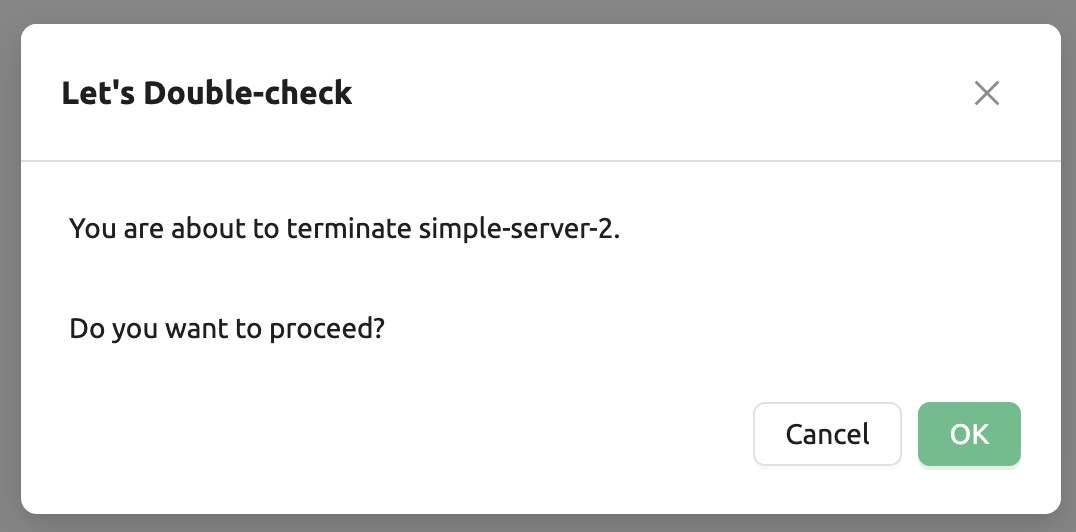 Let's Double-check
You are about to terminate simple-server-2.
Do you want to proceed?
Cancel
OK